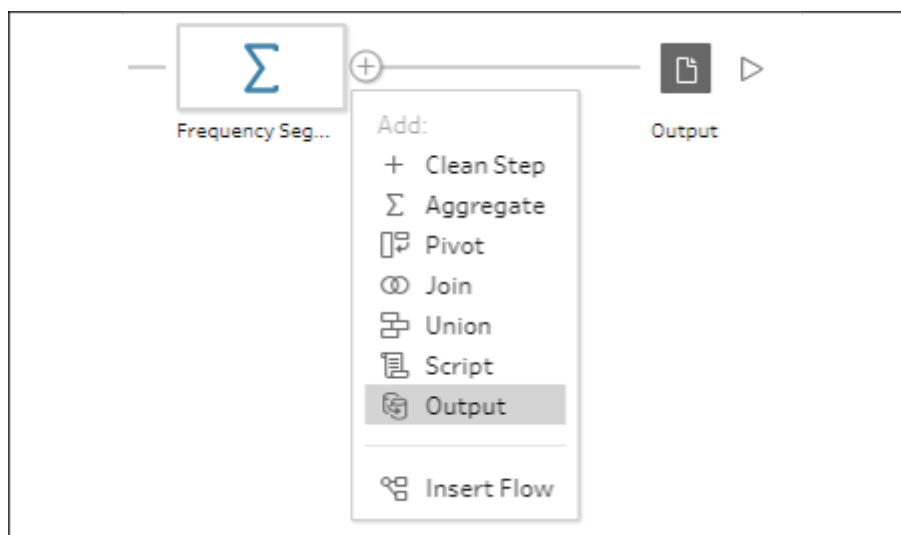 Frequency Seg...
Output
Add:
Clean Step
Aggregate
Pivot
Join
Union
Script
Output
Insert Flow